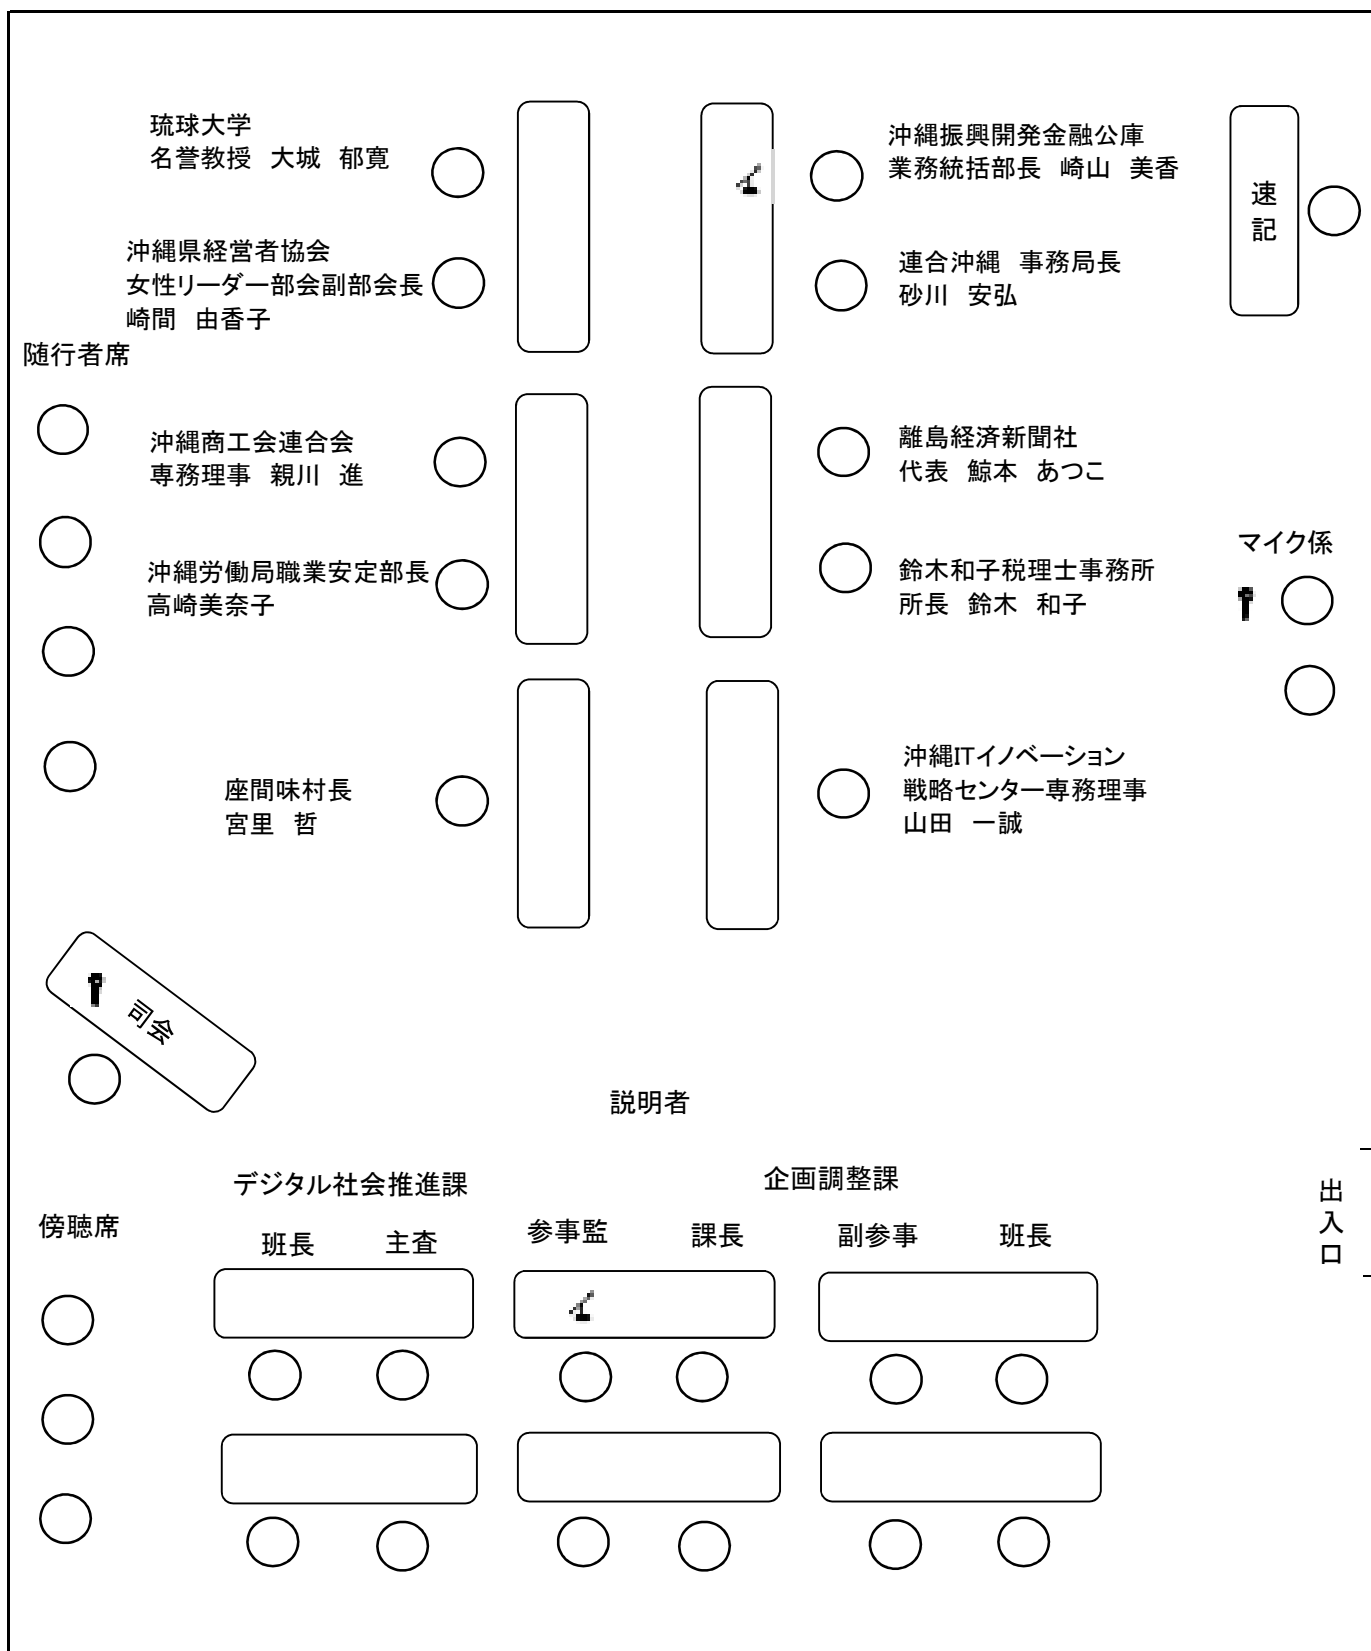 琉球大学
名誉教授　大城　郁寛
沖縄県経営者協会
女性リーダー部会副部会長
崎間　由香子
随行者席
沖縄商工会連合会
専務理事　親川　進
沖縄労働局職業安定部長
高崎美奈子
座間味村長
宮里　哲
沖縄振興開発金融公庫
業務統括部長　崎山　美香
連合沖縄　事務局長
砂川　安弘
離島経済新聞社
代表　鯨本　あつこ
鈴木和子税理士事務所
所長　鈴木　和子
沖縄ITイノベーション
戦略センター専務理事
山田　一誠
速記
マイク係
司会
説明者
デジタル社会推進課
企画調整課
班長　主査　参事監　課長　副参事　班長
傍聴席
出入口